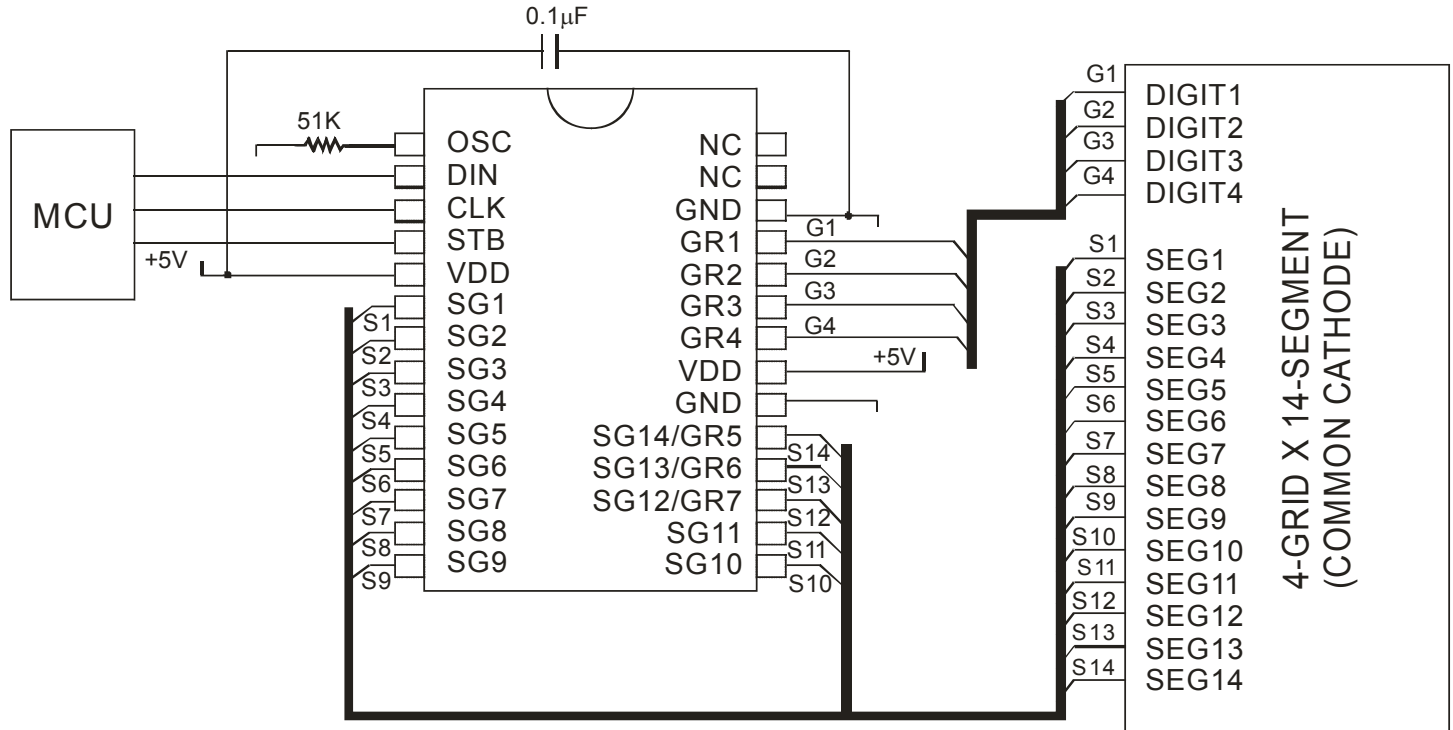 0.1µF
51K
MCU
+5V
OSC
DIN
CLK
STB
VDD
SG1
SG2
SG3
SG4
SG5
SG6
SG7
SG8
SG9
S1
S2
S3
S4
S5
S6
S7
S8
S9
NC
NC
GND
GR1
GR2
GR3
GR4
VDD
GND
SG14/GR5
SG13/GR6
SG12/GR7
SG11
SG10
G1
G2
G3
G4
+5V
S14
S13
S12
S11
S10
G1
G2
G3
G4
S1
S2
S3
S4
S5
S6
S7
S8
S9
S10
S11
S12
S13
S14
DIGIT1
DIGIT2
DIGIT3
DIGIT4
SEG1
SEG2
SEG3
SEG4
SEG5
SEG6
SEG7
SEG8
SEG9
SEG10
SEG11
SEG12
SEG13
SEG14
4-GRID X 14-SEGMENT
(COMMON CATHODE)